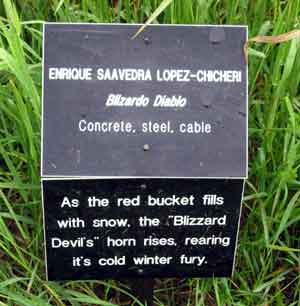 ENRIQUE SAAVEDRA LOPEZ-CHICHERI
Blizardo Diablo
Concrete, steel, cable
As the red bucket fills
with snow, the "Blizzard
Devil's" horn rises, rearing
it's cold winter fury.